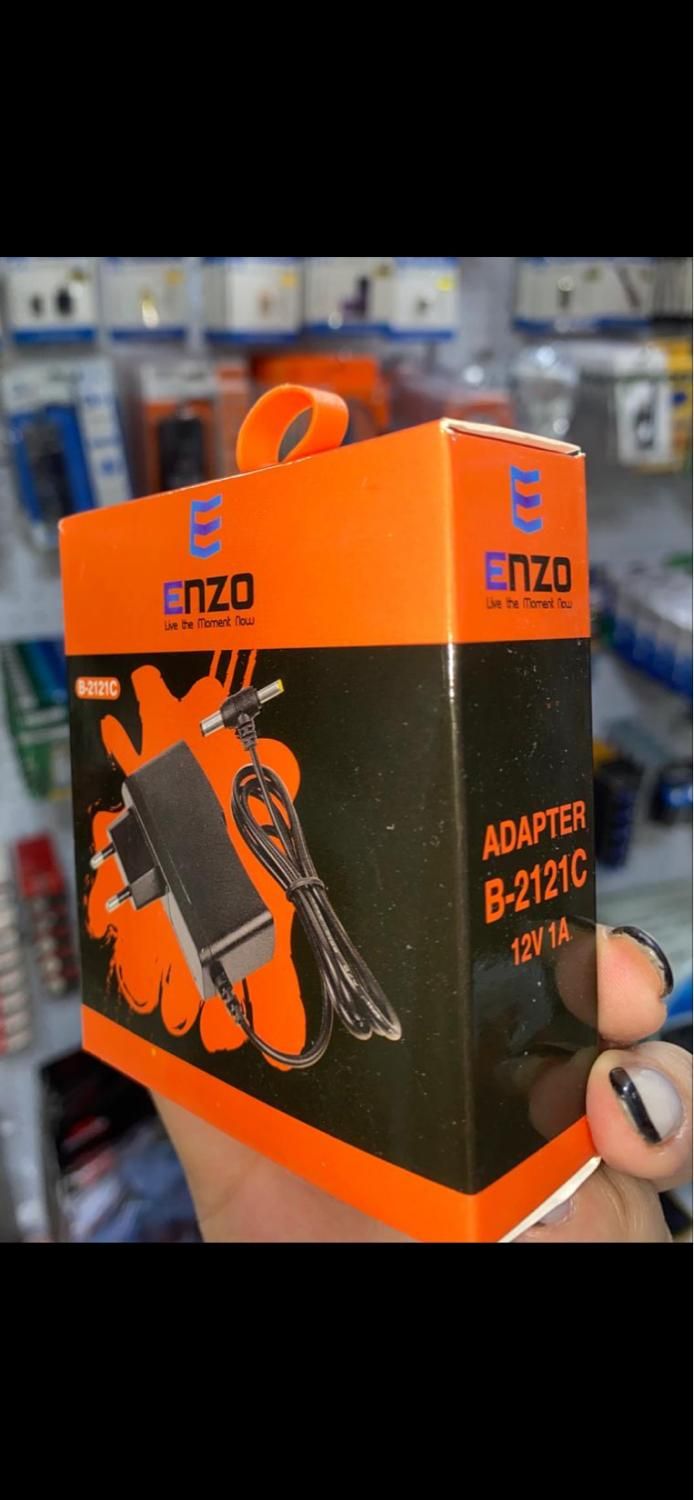 ENZO
Live the Moment Now
B-2121C
ENZO
Live the Moment Now
ADAPTER
B-2121C
12V 1A